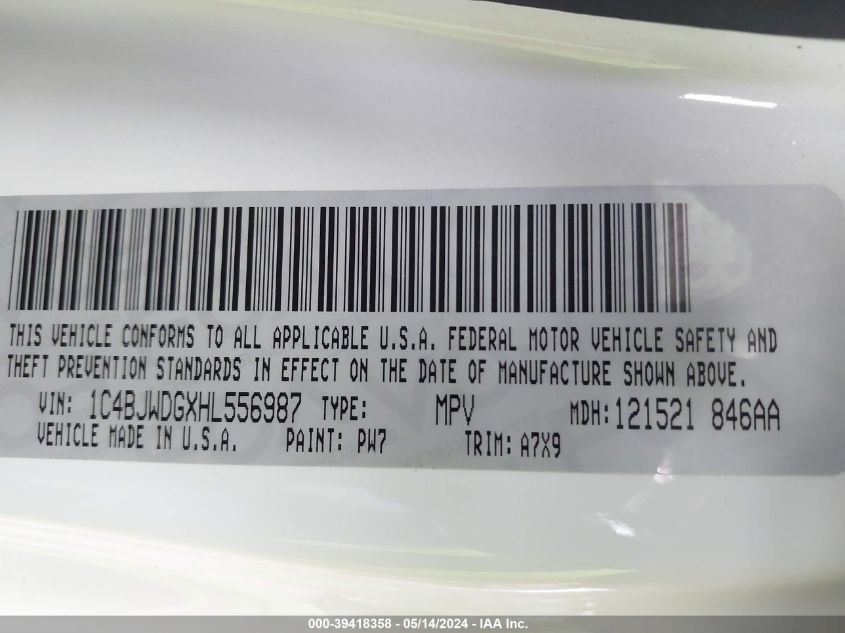 THIS VEHICLE CONFORMS TO ALL APPLICABLE U.S.A. FEDERAL MOTOR VEHICLE SAFETY AND
THEFT PREVENTION STANDARDS IN EFFECT ON THE DATE OF MANUFACTURE SHOWN ABOVE.
VIN: 1C4BJWDGXHL556987 TYPE: MPV MDH: 121521 846AA
VEHICLE MADE IN U.S.A. PAINT: PW7 TRIM: A7X9
000-39418358 - 05/14/2024 - IAA Inc.